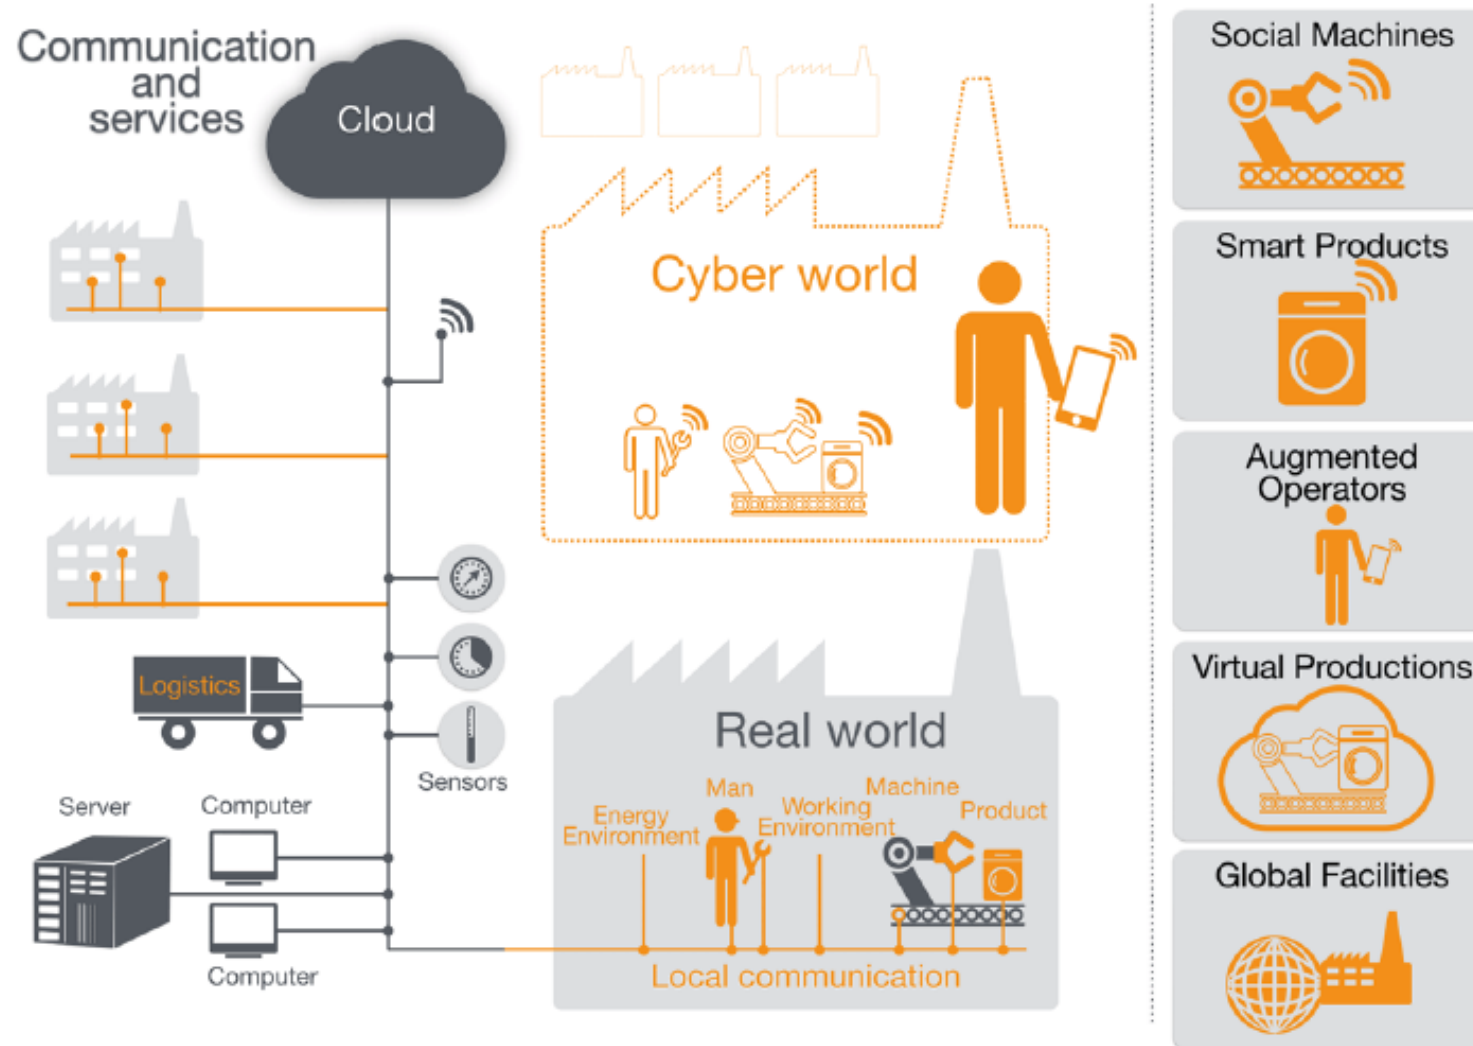 Communication
and
services
Cloud
Cyber world
Logistics
Sensors
Server
Computer
Computer
Real world
Energy
Environment
Man
Working
Environment
Machine
Product
Local communication
Social Machines
Smart Products
Augmented
Operators
Virtual Productions
Global Facilities